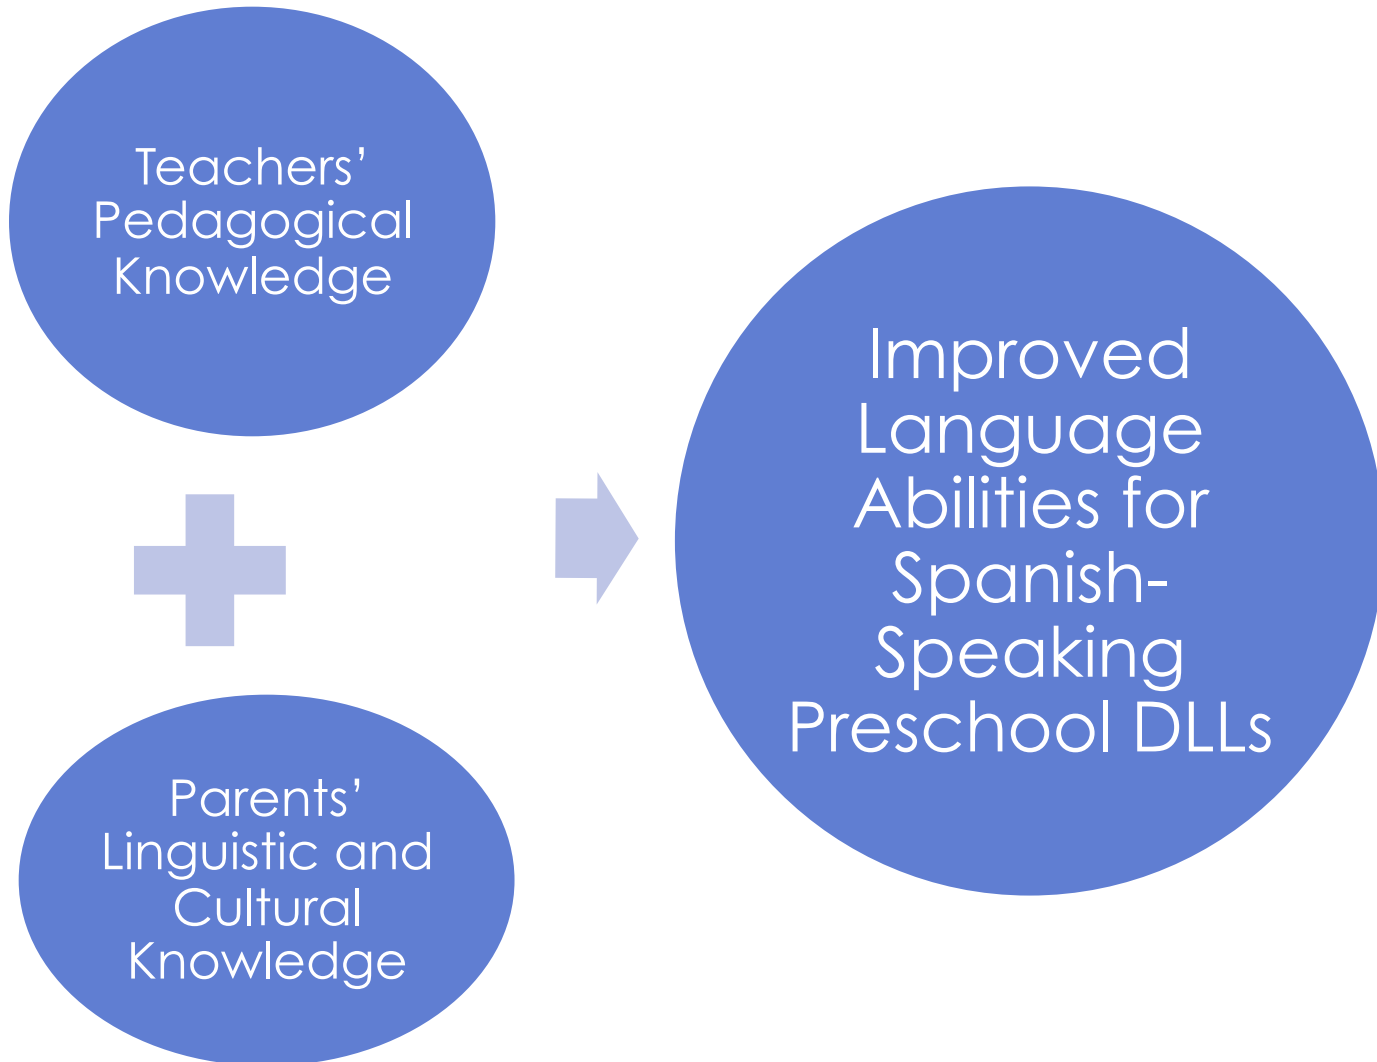 Teachers’
Pedagogical
Knowledge
Parents’
Linguistic and
Cultural
Knowledge
Improved
Language
Abilities for
Spanish-
Speaking
Preschool DLLs